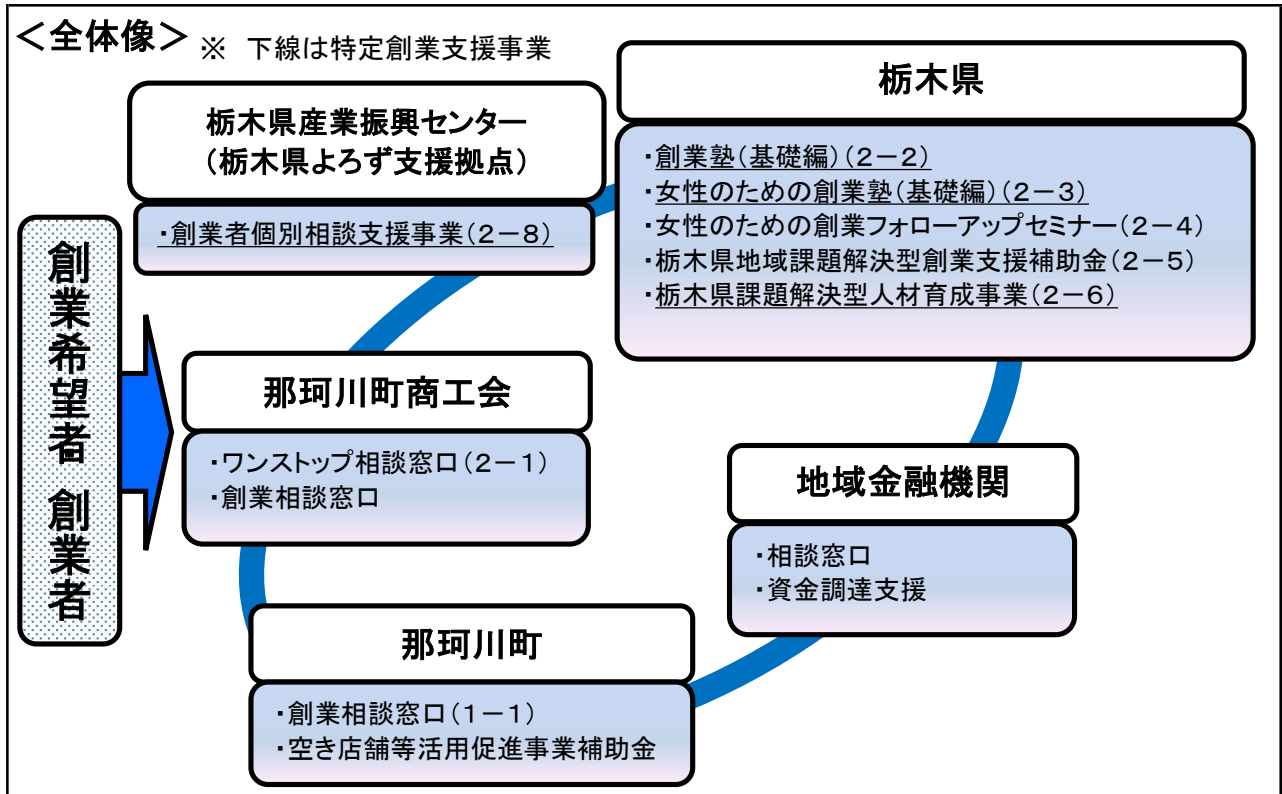 ＜全体像＞ ※ 下線は特定創業支援事業
栃木県産業振興センター
（栃木県よろず支援拠点）
・創業者個別相談支援事業（２－８）
栃木県
・創業塾（基礎編）（２－２）
・女性のための創業塾（基礎編）（２－３）
・女性のための創業フォローアップセミナー（２－４）
・栃木県地域課題解決型創業支援補助金（２－５）
・栃木県課題解決型人材育成事業（２－６）
創業希望者 創業者
那珂川町商工会
・ワンストップ相談窓口（２－１）
・創業相談窓口
地域金融機関
・相談窓口
・資金調達支援
那珂川町
・創業相談窓口（１－１）
・空き店舗等活用促進事業補助金